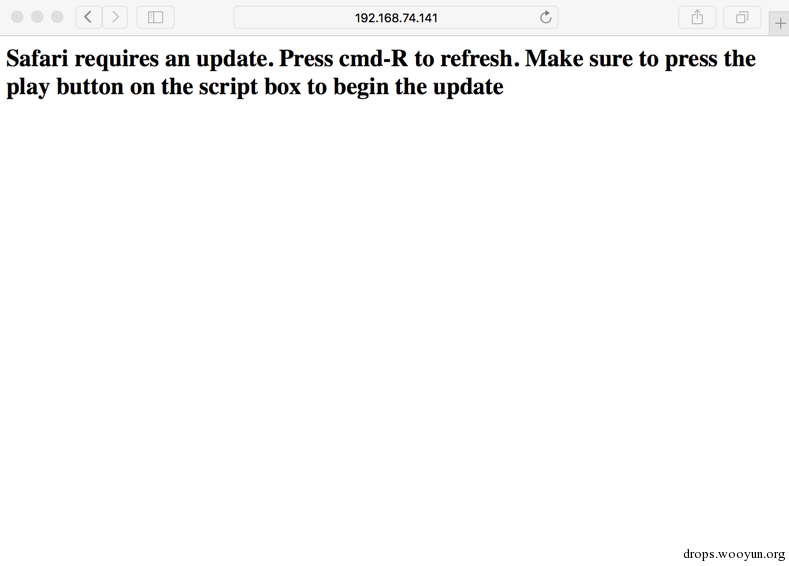 192.168.74.141
Safari requires an update. Press cmd-R to refresh. Make sure to press the
play button on the script box to begin the update
drops.wooyun.org